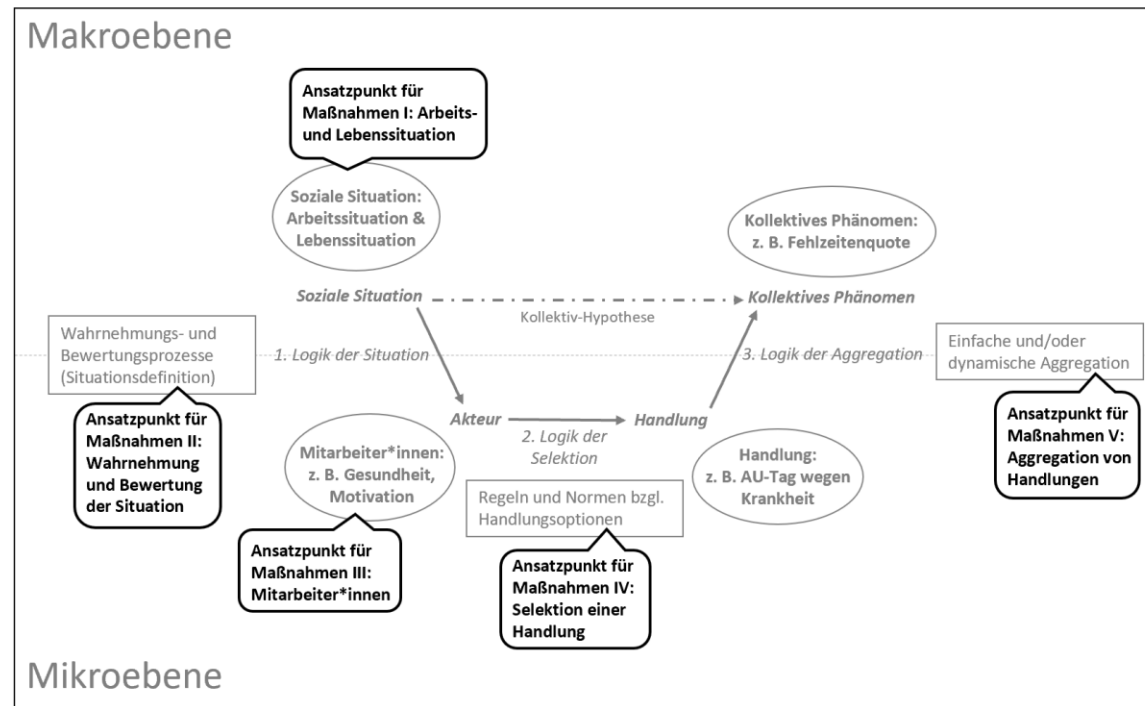 Makroebene
Ansatzpunkt für
Maßnahmen I: Arbeits-
und Lebenssituation
Soziale Situation:
Arbeitssituation &
Lebenssituation
Kollektives Phänomen:
z. B. Fehlzeitenquote
Soziale Situation
Kollektives Phänomen
Kollektiv-Hypothese
Wahrnehmungs- und
Bewertungsprozesse
(Situationsdefinition)
1. Logik der Situation
3. Logik der Aggregation
Einfache und/oder
dynamische Aggregation
Ansatzpunkt für
Maßnahmen II:
Wahrnehmung
und Bewertung
der Situation
Akteur
Handlung
2. Logik der
Selektion
Ansatzpunkt für
Maßnahmen V:
Aggregation von
Handlungen
Mitarbeiter*innen:
z. B. Gesundheit,
Motivation
Handlung:
z. B. AU-Tag wegen
Krankheit
Regeln und Normen bzgl.
Handlungsoptionen
Ansatzpunkt für
Maßnahmen III:
Mitarbeiter*innen
Ansatzpunkt für
Maßnahmen IV:
Selektion einer
Handlung
Mikroebene